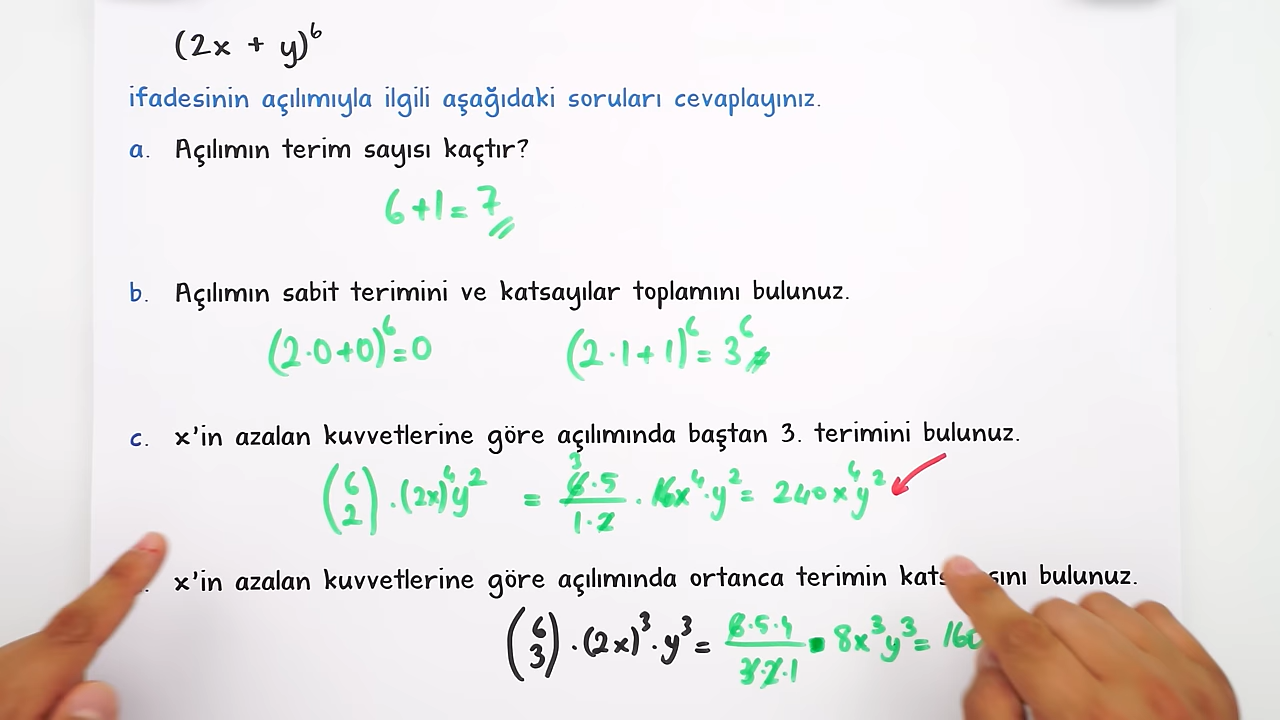 (2x + y)⁶
ifadesinin açılımıyla ilgili aşağıdaki soruları cevaplayınız.
a. Açılımın terim sayısı kaçtır?
6+1=7
b. Açılımın sabit terimini ve katsayılar toplamını bulunuz.
(2·0+0)⁶=0 (2·1+1)⁶=3⁶
c. x'in azalan kuvvetlerine göre açılımında baştan 3. terimini bulunuz.
(6 2)·(2x)⁴y² = 6·5/1·2 · 16x⁴·y² = 240x⁴y²
3
x'in azalan kuvvetlerine göre açılımında ortanca terimin bulunuz.
(6 3)·(2x)³·y³ = 6·5·4/3·2·1 · 8x³y³ = 160